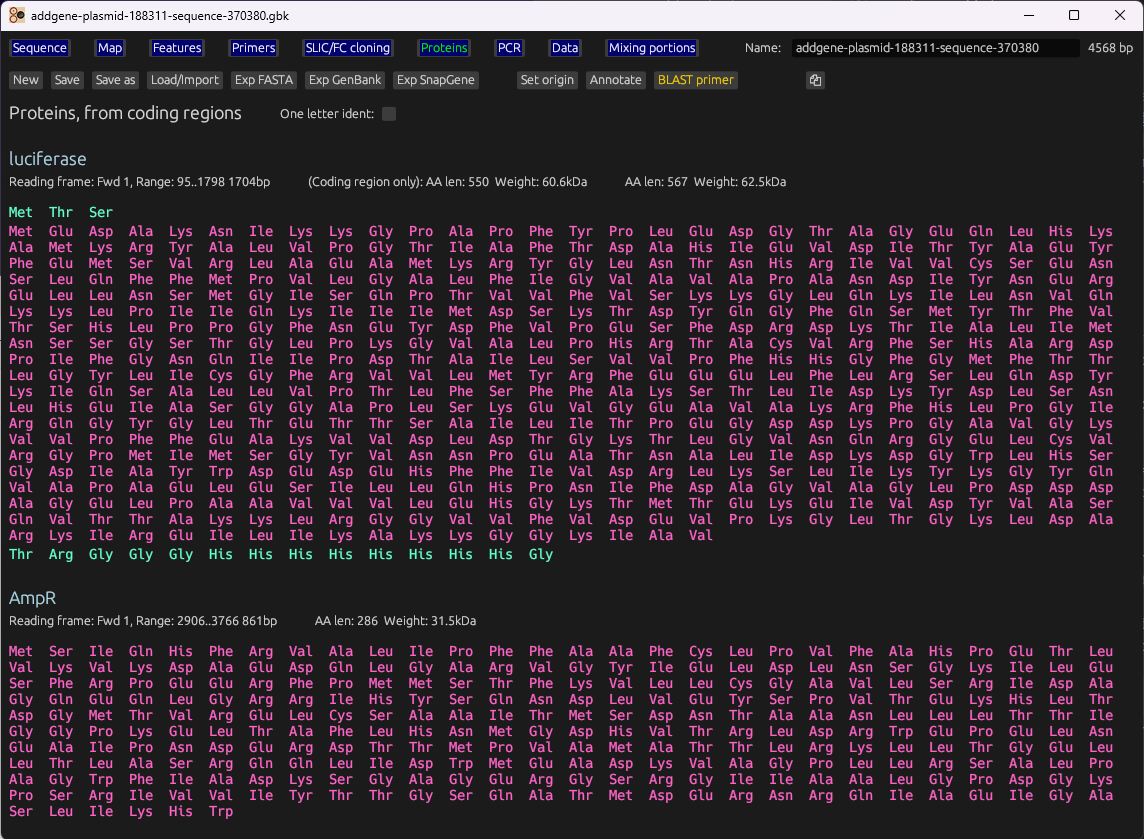 addgene-plasmid-188311-sequence-370380.gbk
Sequence Map Features Primers SLIC/FC cloning Proteins PCR Data Mixing portions Name: addgene-plasmid-188311-sequence-370380 4568 bp
New Save Save as Load/Import Exp FASTA Exp GenBank Exp SnapGene Set origin Annotate BLAST primer
Proteins, from coding regions One letter ident:
luciferase
Reading frame: Fwd 1, Range: 95..1798 1704bp (Coding region only): AA len: 550 Weight: 60.6kDa AA len: 567 Weight: 62.5kDa
Met Thr Ser
Met Glu Asp Ala Lys Asn Ile Lys Lys Gly Pro Ala Pro Phe Tyr Pro Leu Glu Asp Gly Thr Ala Gly Glu Gln Leu His Lys
Ala Met Lys Arg Tyr Ala Leu Val Pro Gly Thr Ile Ala Phe Thr Asp Ala His Ile Glu Val Asp Ile Thr Tyr Ala Glu Tyr
Phe Glu Met Ser Val Arg Leu Ala Glu Ala Met Lys Arg Tyr Gly Leu Asn Thr Asn His Arg Ile Val Val Cys Ser Glu Asn
Ser Leu Gln Phe Phe Met Pro Val Leu Gly Ala Leu Phe Ile Gly Val Ala Val Ala Pro Ala Asn Asp Ile Tyr Asn Glu Arg
Glu Leu Leu Asn Ser Met Gly Ile Ser Gln Pro Thr Val Val Phe Val Ser Lys Lys Gly Leu Gln Lys Ile Leu Asn Val Gln
Lys Lys Leu Pro Ile Ile Gln Lys Ile Ile Ile Met Asp Ser Lys Thr Asp Tyr Gln Gly Phe Gln Ser Met Tyr Thr Phe Val
Thr Ser His Leu Pro Pro Gly Phe Asn Glu Tyr Asp Phe Val Pro Glu Ser Phe Asp Arg Asp Lys Thr Ile Ala Leu Ile Met
Asn Ser Ser Gly Ser Thr Gly Leu Pro Lys Gly Val Ala Leu Pro His Arg Thr Ala Cys Val Arg Phe Ser His Ala Arg Asp
Pro Ile Phe Gly Asn Gln Ile Ile Pro Asp Thr Ala Ile Leu Ser Val Val Pro Phe His His Gly Phe Gly Met Phe Thr Thr
Leu Gly Tyr Leu Ile Cys Gly Phe Arg Val Val Leu Met Tyr Arg Phe Glu Glu Glu Leu Phe Leu Arg Ser Leu Gln Asp Tyr
Lys Ile Gln Ser Ala Leu Leu Val Pro Thr Leu Phe Ser Phe Phe Ala Lys Ser Thr Leu Ile Asp Lys Tyr Asp Leu Ser Asn
Leu His Glu Ile Ala Ser Gly Gly Ala Pro Leu Ser Lys Glu Val Gly Glu Ala Val Ala Lys Arg Phe His Leu Pro Gly Ile
Arg Gln Gly Tyr Gly Leu Thr Glu Thr Thr Ser Ala Ile Leu Ile Thr Pro Glu Gly Asp Asp Lys Pro Gly Ala Val Gly Lys
Val Val Pro Phe Phe Glu Ala Lys Val Val Asp Leu Asp Thr Gly Lys Thr Leu Gly Val Asn Gln Arg Gly Glu Leu Cys Val
Arg Gly Pro Met Ile Met Ser Gly Tyr Val Asn Asn Pro Glu Ala Thr Asn Ala Leu Ile Asp Lys Asp Gly Trp Leu His Ser
Gly Asp Ile Ala Tyr Trp Asp Glu Asp Glu His Phe Phe Ile Val Asp Arg Leu Lys Ser Leu Ile Lys Tyr Lys Gly Tyr Gln
Val Ala Pro Ala Glu Leu Glu Ser Ile Leu Leu Gln His Pro Asn Ile Phe Asp Ala Gly Val Ala Gly Leu Pro Asp Asp Asp
Ala Gly Glu Leu Pro Ala Ala Val Val Val Leu Glu His Gly Lys Thr Met Thr Glu Lys Glu Ile Val Asp Tyr Val Ala Ser
Gln Val Thr Thr Ala Lys Lys Leu Arg Gly Gly Val Val Phe Val Asp Glu Val Pro Lys Gly Leu Thr Gly Lys Leu Asp Ala
Arg Lys Ile Arg Glu Ile Leu Ile Lys Ala Lys Lys Gly Gly Lys Ile Ala Val
Thr Arg Gly Gly Gly His His His His His His His His Gly
AmpR
Reading frame: Fwd 1, Range: 2906..3766 861bp AA len: 286 Weight: 31.5kDa
Met Ser Ile Gln His Phe Arg Val Ala Leu Ile Pro Phe Phe Ala Ala Phe Cys Leu Pro Val Phe Ala His Pro Glu Thr Leu
Val Lys Val Lys Asp Ala Glu Asp Gln Leu Gly Ala Arg Val Gly Tyr Ile Glu Leu Asp Leu Asn Ser Gly Lys Ile Leu Glu
Ser Phe Arg Pro Glu Glu Arg Phe Pro Met Met Ser Thr Phe Lys Val Leu Leu Cys Gly Ala Val Leu Ser Arg Ile Asp Ala
Gly Gln Glu Gln Leu Gly Arg Arg Ile His Tyr Ser Gln Asn Asp Leu Val Glu Tyr Ser Pro Val Thr Glu Lys His Leu Thr
Asp Gly Met Thr Val Arg Glu Leu Cys Ser Ala Ala Ile Thr Met Ser Asp Asn Thr Ala Ala Asn Leu Leu Leu Thr Thr Ile
Gly Gly Pro Lys Glu Leu Thr Ala Phe Leu His Asn Met Gly Asp His Val Thr Arg Leu Asp Arg Trp Glu Pro Glu Leu Asn
Glu Ala Ile Pro Asn Asp Glu Arg Asp Thr Thr Met Pro Val Ala Met Ala Thr Thr Leu Arg Lys Leu Leu Thr Gly Glu Leu
Leu Thr Leu Ala Ser Arg Gln Gln Leu Ile Asp Trp Met Glu Ala Asp Lys Val Ala Gly Pro Leu Leu Arg Ser Ala Leu Pro
Ala Gly Trp Phe Ile Ala Asp Lys Ser Gly Ala Gly Glu Arg Gly Ser Arg Gly Ile Ile Ala Ala Leu Gly Pro Asp Gly Lys
Pro Ser Arg Ile Val Val Ile Tyr Thr Thr Gly Ser Gln Ala Thr Met Asp Glu Arg Asn Arg Gln Ile Ala Glu Ile Gly Ala
Ser Leu Ile Lys His Trp